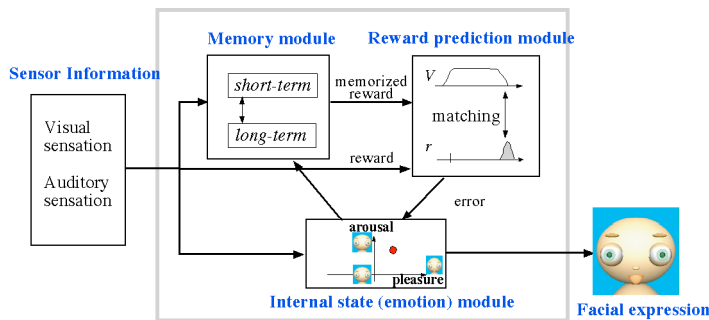 Sensor Information
Visual
sensation
Auditory
sensation
Memory module
short-term
long-term
memorized
reward
reward
Reward prediction module
V
matching
r
error
arousal
pleasure
Internal state (emotion) module
Facial expression